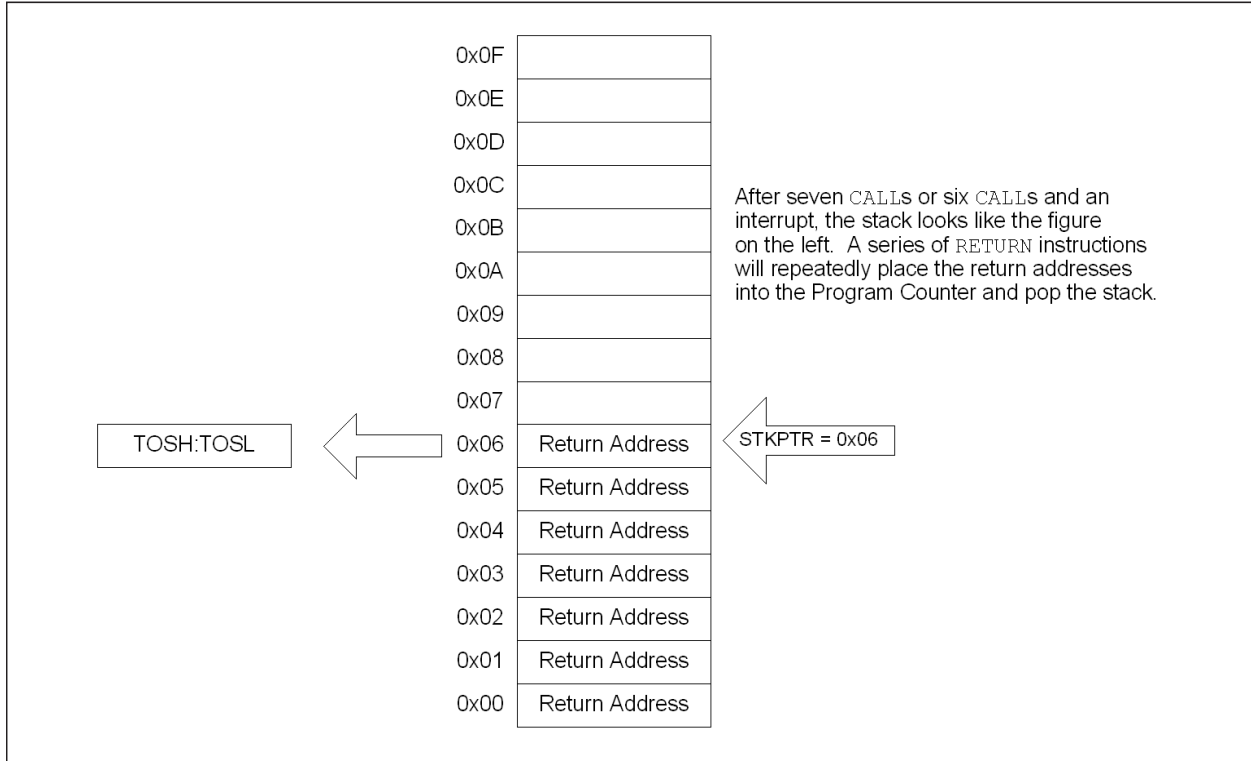 0x0F
0x0E
0x0D
0x0C
0x0B
0x0A
0x09
0x08
0x07
0x06 Return Address
0x05 Return Address
0x04 Return Address
0x03 Return Address
0x02 Return Address
0x01 Return Address
0x00 Return Address
TOSH:TOSL
STKPTR = 0x06
After seven CALLs or six CALLs and an
interrupt, the stack looks like the figure
on the left. A series of RETURN instructions
will repeatedly place the return addresses
into the Program Counter and pop the stack.